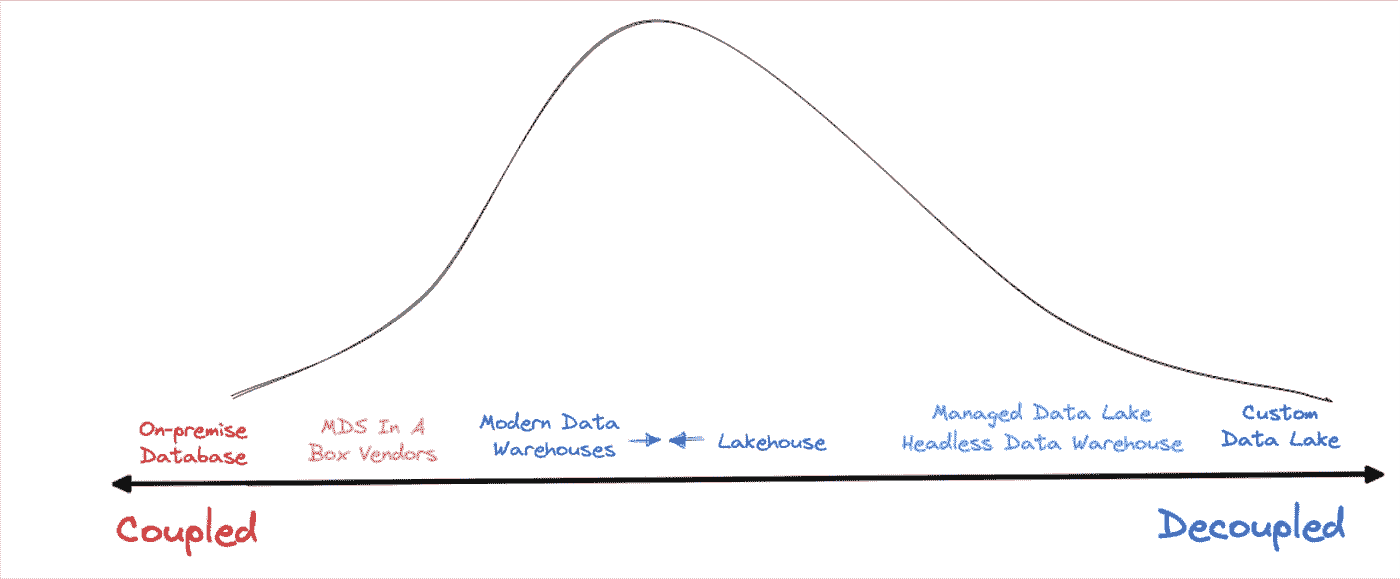 On-premise
Database
MDS In A
Box Vendors
Modern Data
Warehouses
Lakehouse
Managed Data Lake
Headless Data Warehouse
Custom
Data Lake
Coupled
Decoupled